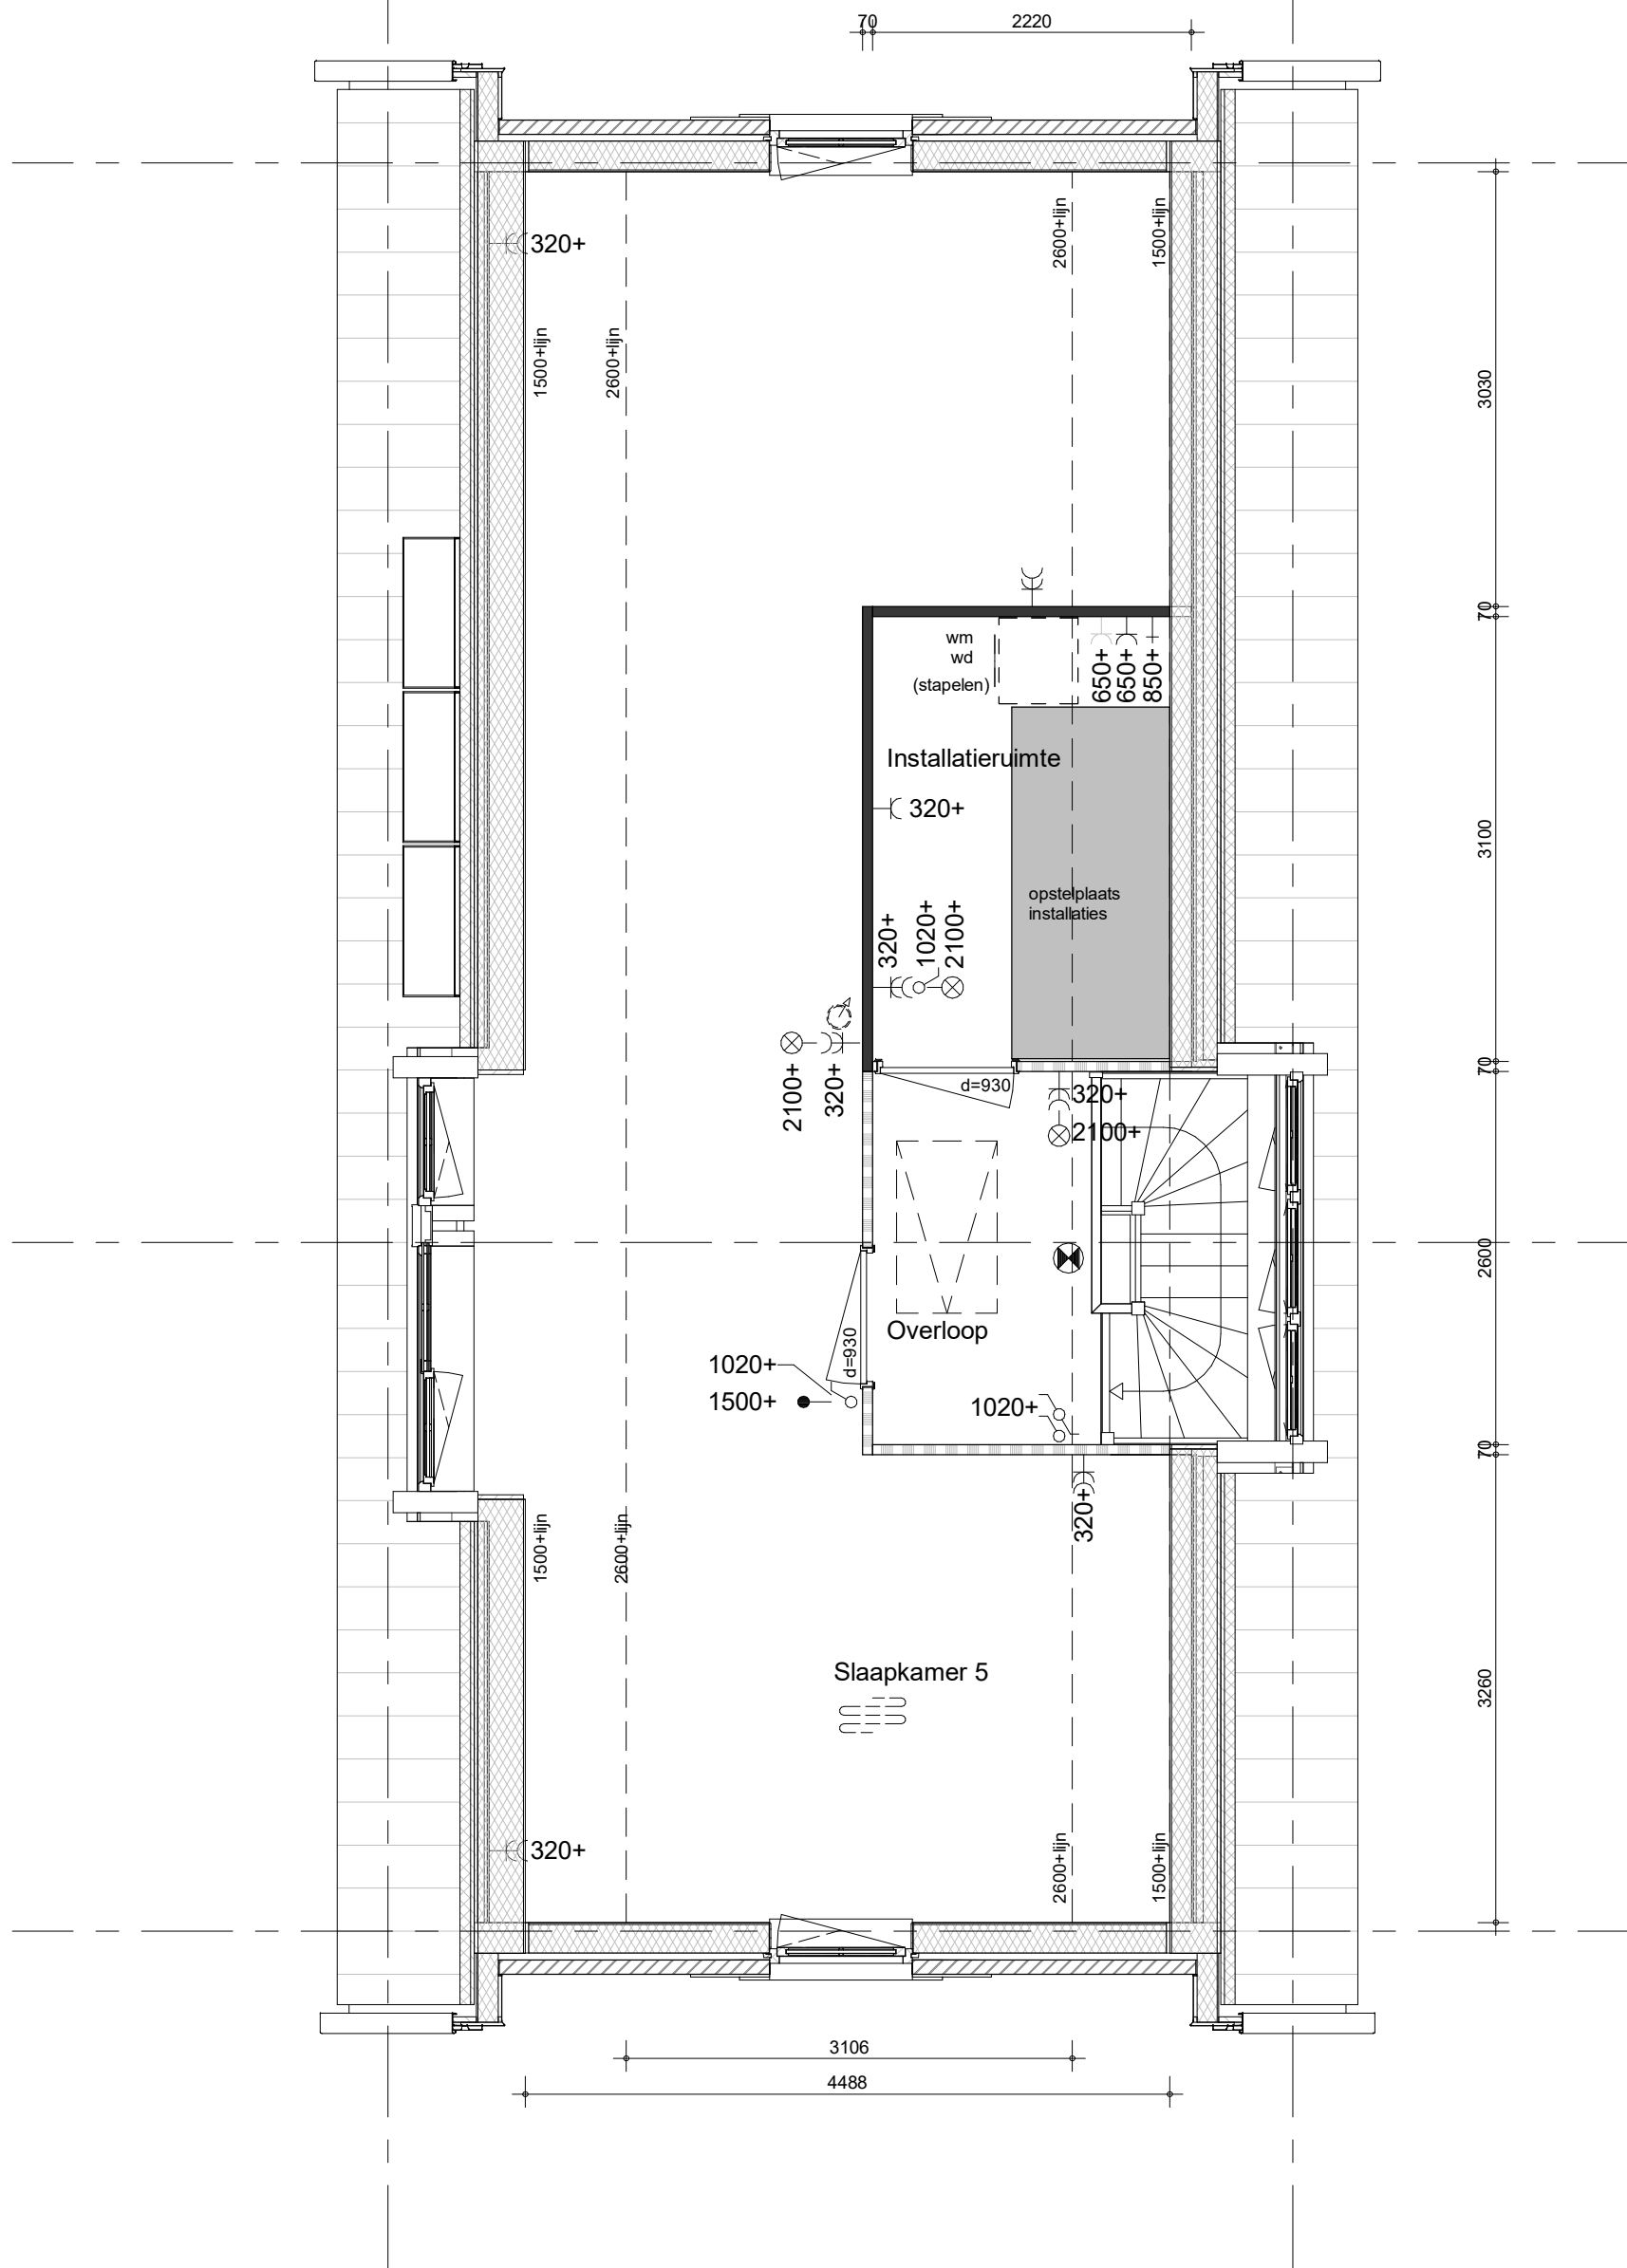 70
2220
2600+lijn
1500+lijn
320+
1500+lijn
2600+lijn
3030
70
wm
wd
(stapelen)
650+
650+
850+
Installatieruimte
320+
3100
opstelplaats
installaties
320+
1020+
2100+
2100+
320+
d=930
320+
2100+
70
2600
Overloop
d=930
1020+
1500+
1020+
70
320+
1500+lijn
2600+lijn
Slaapkamer 5
3260
320+
2600+lijn
1500+lijn
3106
4488